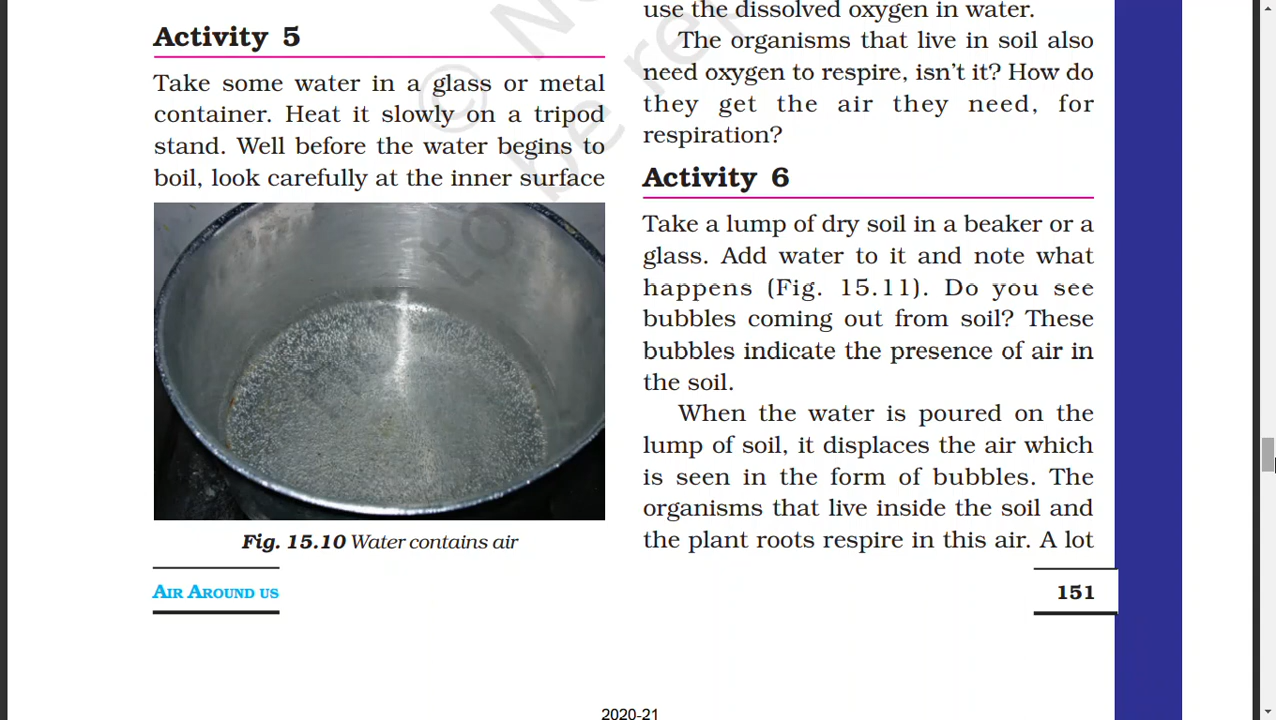 Activity 5
Take some water in a glass or metal
container. Heat it slowly on a tripod
stand. Well before the water begins to
boil, look carefully at the inner surface
Fig. 15.10 Water contains air
use the dissolved oxygen in water.
The organisms that live in soil also
need oxygen to respire, isn't it? How do
they get the air they need, for
respiration?
Activity 6
Take a lump of dry soil in a beaker or a
glass. Add water to it and note what
happens (Fig. 15.11). Do you see
bubbles coming out from soil? These
bubbles indicate the presence of air in
the soil.
When the water is poured on the
lump of soil, it displaces the air which
is seen in the form of bubbles. The
organisms that live inside the soil and
the plant roots respire in this air. A lot
AIR AROUND US
151
2020-21
© N
to be re